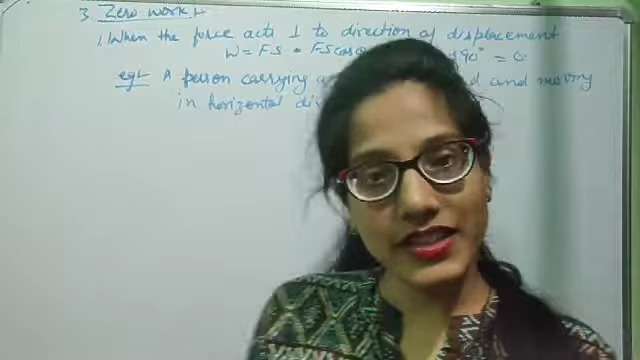 3. Zero work
1. When the force acts ⊥ to direction of displacement
W = F.S = FS cos 90° = 0
eg:- A person carrying a and moving
in horizontal